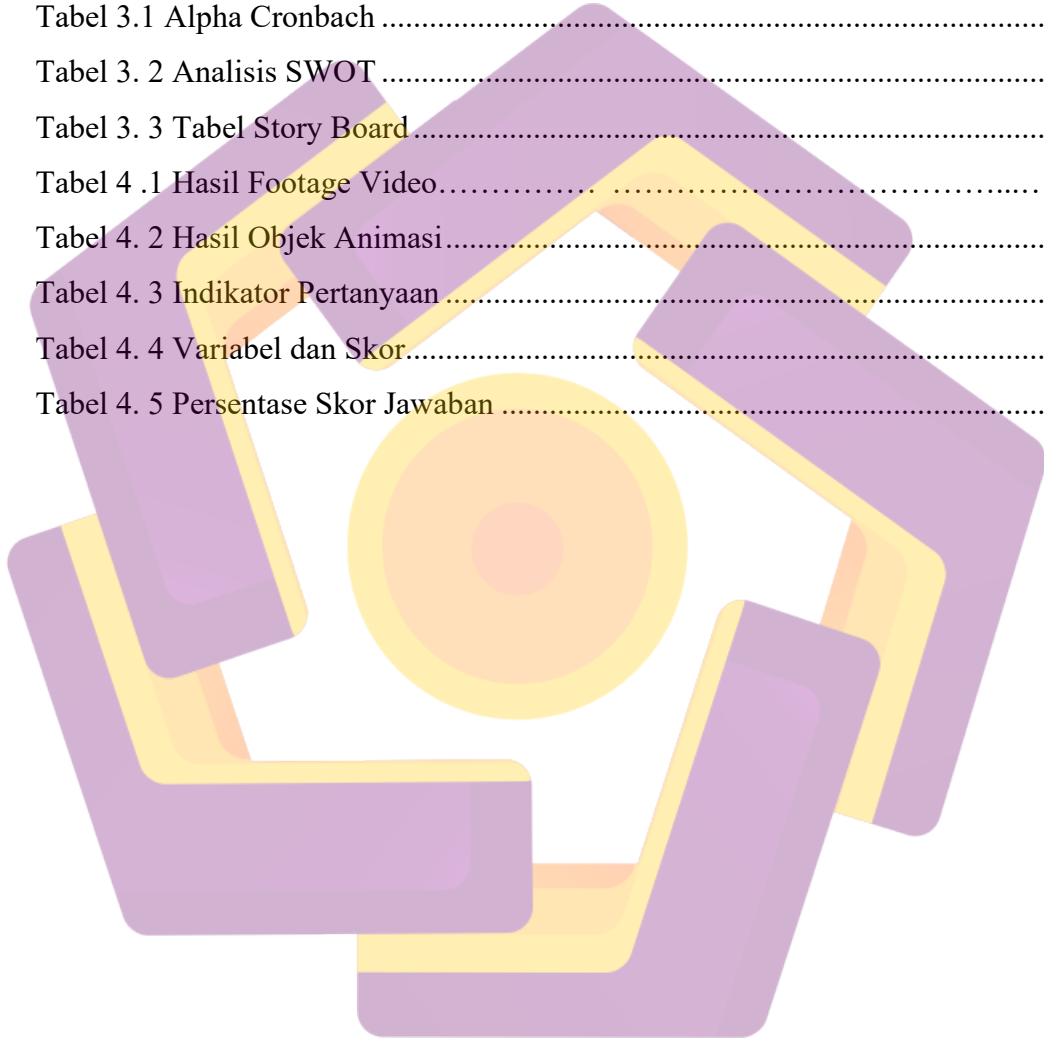 Tabel 3.1 Alpha Cronbach ....................................................................................
Tabel 3. 2 Analisis SWOT ....................................................................................
Tabel 3. 3 Tabel Story Board................................................................................
Tabel 4 .1 Hasil Footage Video…………… ……………………………………...…
Tabel 4. 2 Hasil Objek Animasi............................................................................
Tabel 4. 3 Indikator Pertanyaan ............................................................................
Tabel 4. 4 Variabel dan Skor.................................................................................
Tabel 4. 5 Persentase Skor Jawaban .....................................................................